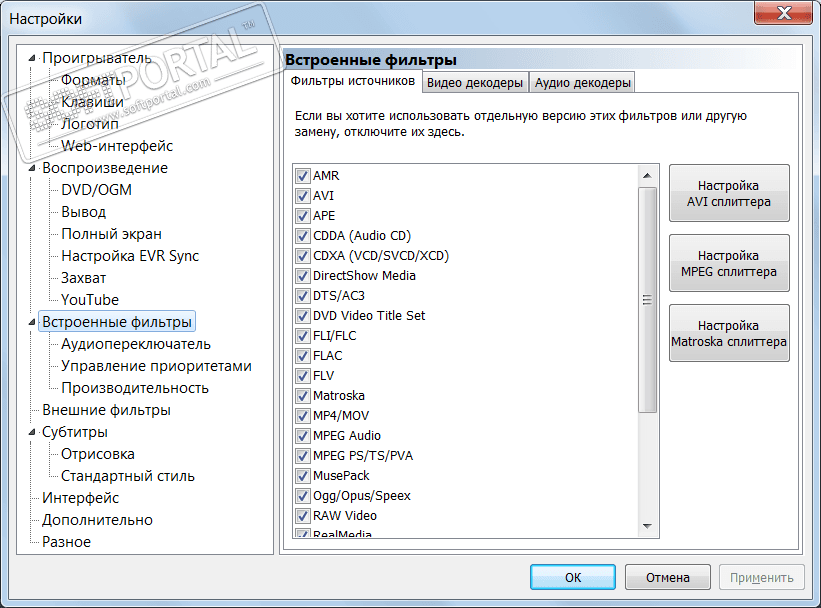 Настройки
Проигрыватель
Форматы
Клавиши
Логотип
Web-интерфейс
Воспроизведение
DVD/OGM
Вывод
Полный экран
Настройка EVR Sync
Захват
YouTube
Встроенные фильтры
Аудиопереключатель
Управление приоритетами
Производительность
Внешние фильтры
Субтитры
Отрисовка
Стандартный стиль
Интерфейс
Дополнительно
Разное
SOFTPORTAL™
www.softportal.com
Встроенные фильтры
Фильтры источников
Видео декодеры
Аудио декодеры
Если вы хотите использовать отдельную версию этих фильтров или другую
замену, отключите их здесь.
AMR
AVI
APE
CDDA (Audio CD)
CDXA (VCD/SVCD/XCD)
DirectShow Media
DTS/AC3
DVD Video Title Set
FLI/FLC
FLAC
FLV
Matroska
MP4/MOV
MPEG Audio
MPEG PS/TS/PVA
MusePack
Ogg/Opus/Speex
RAW Video
RealMedia
Настройка
AVI сплиттера
Настройка
MPEG сплиттера
Настройка
Matroska сплиттера
ОК
Отмена
Применить